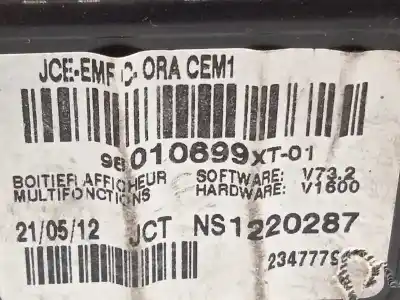 JCE-EMF C- ORA CEM1
98010699XT-01
BOITIER AFFICHEUR SOFTWARE: V73.2
MULTIFONCTIONS HARDWARE: V1600
21/05/12 JCT NS1220287